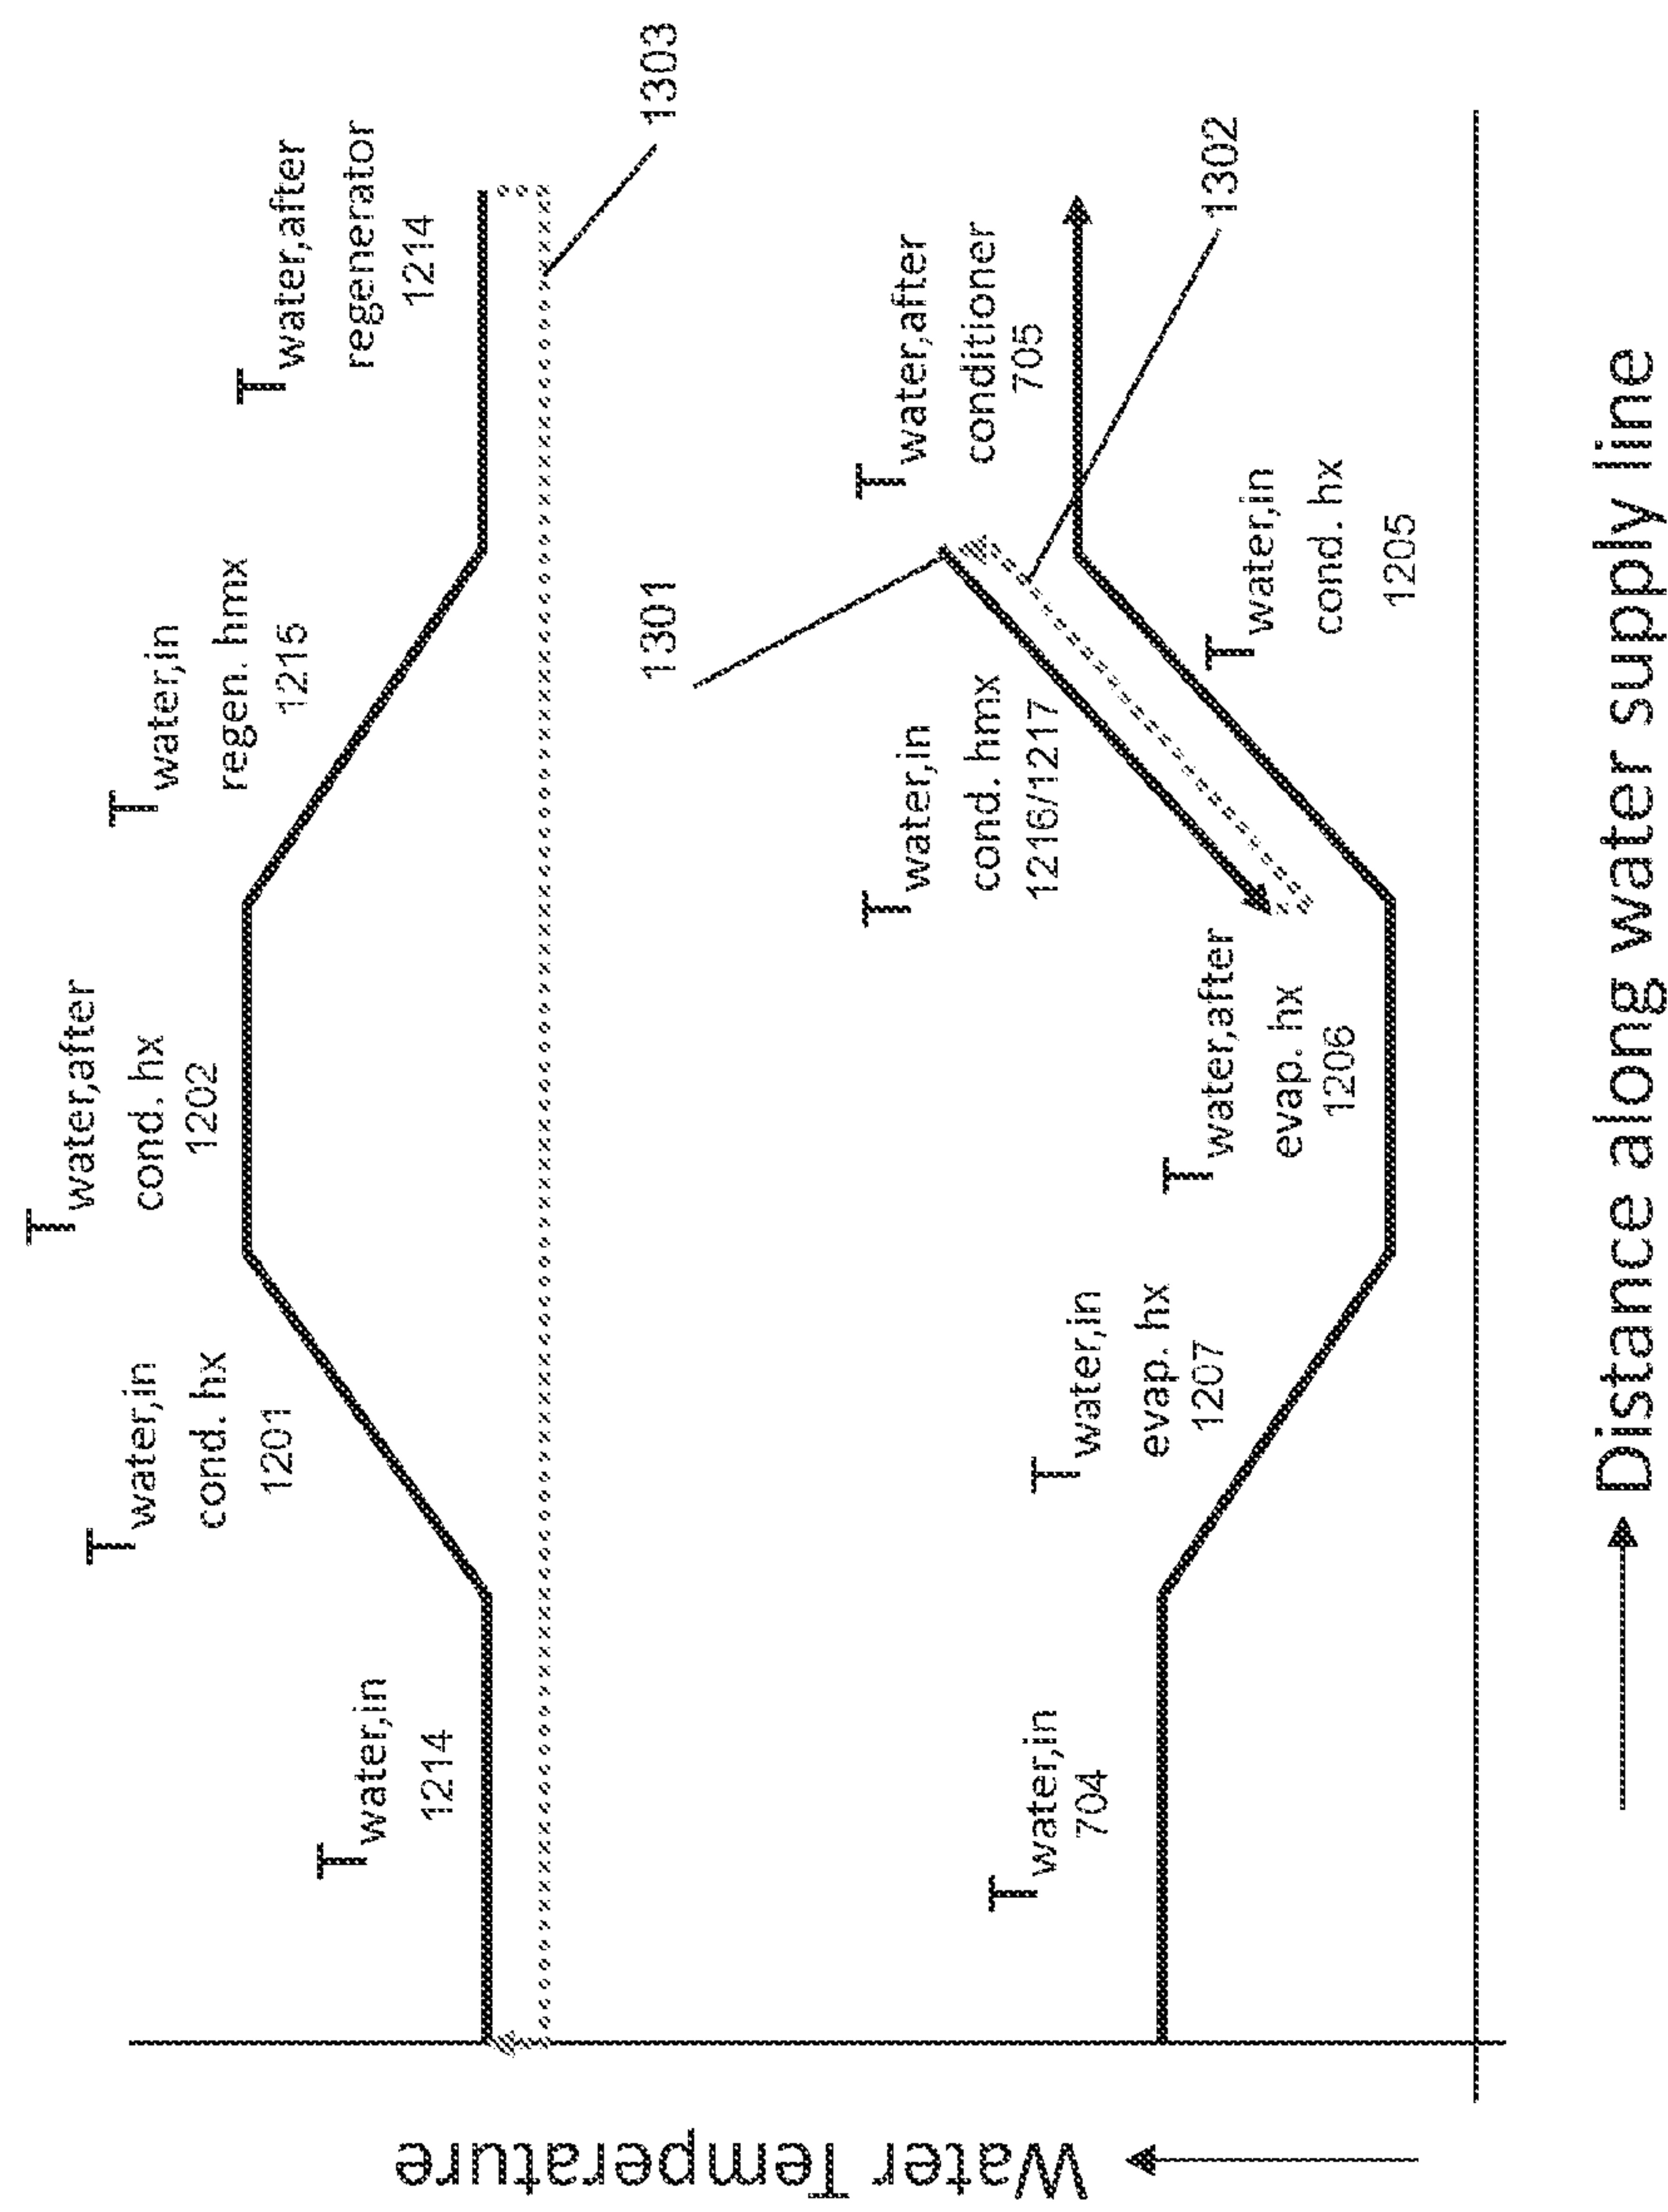 Water Temperature
T water,in
1214
T water,in
cond. hx
1201
T water,after
cond. hx
1202
T water,in
regen. hmx
1215
T water,after
regenerator
1214
1303
1301
T water,in
704
T water,in
evap. hx
1207
T water,after
evap. hx
1206
T water,in
cond. hmx
1216/1217
T water,after
conditioner
705
1302
T water,in
cond. hx
1205
Distance along water supply line